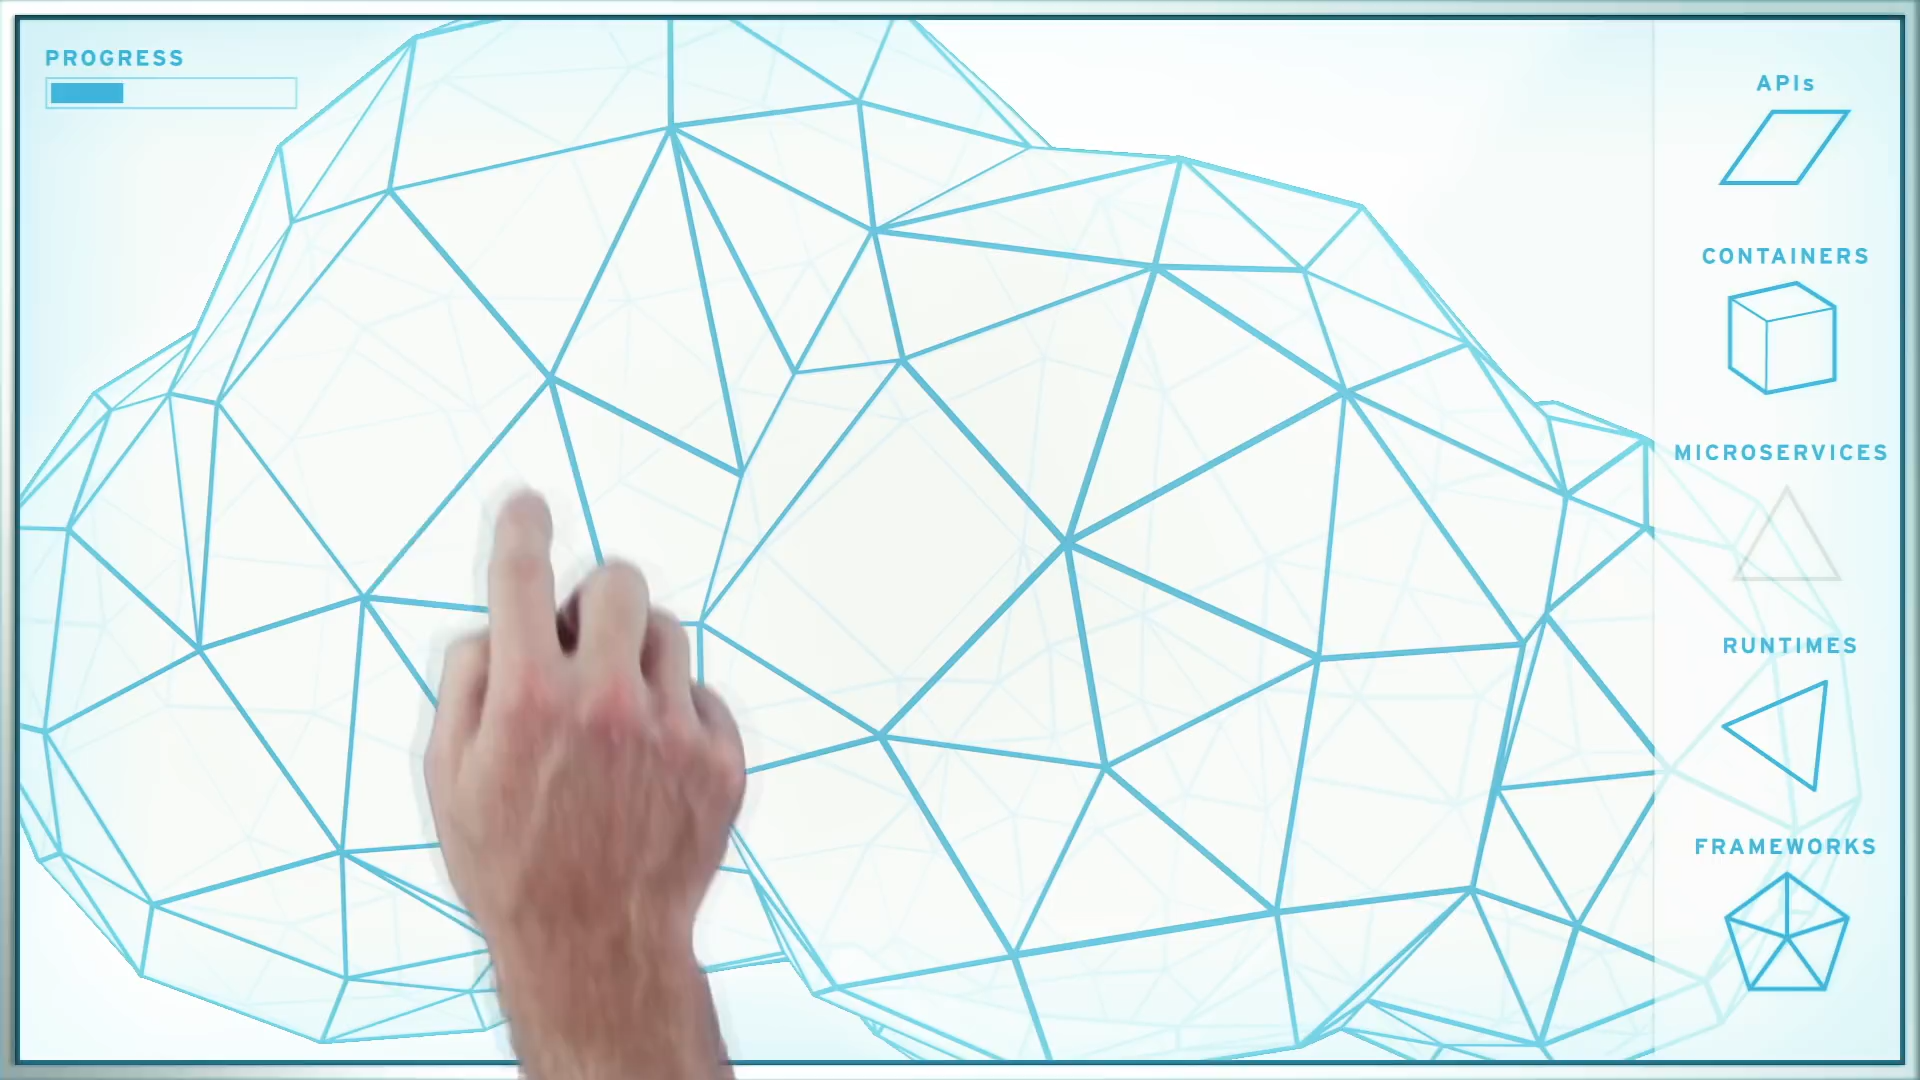 PROGRESS
APIs
CONTAINERS
MICROSERVICES
RUNTIMES
FRAMEWORKS